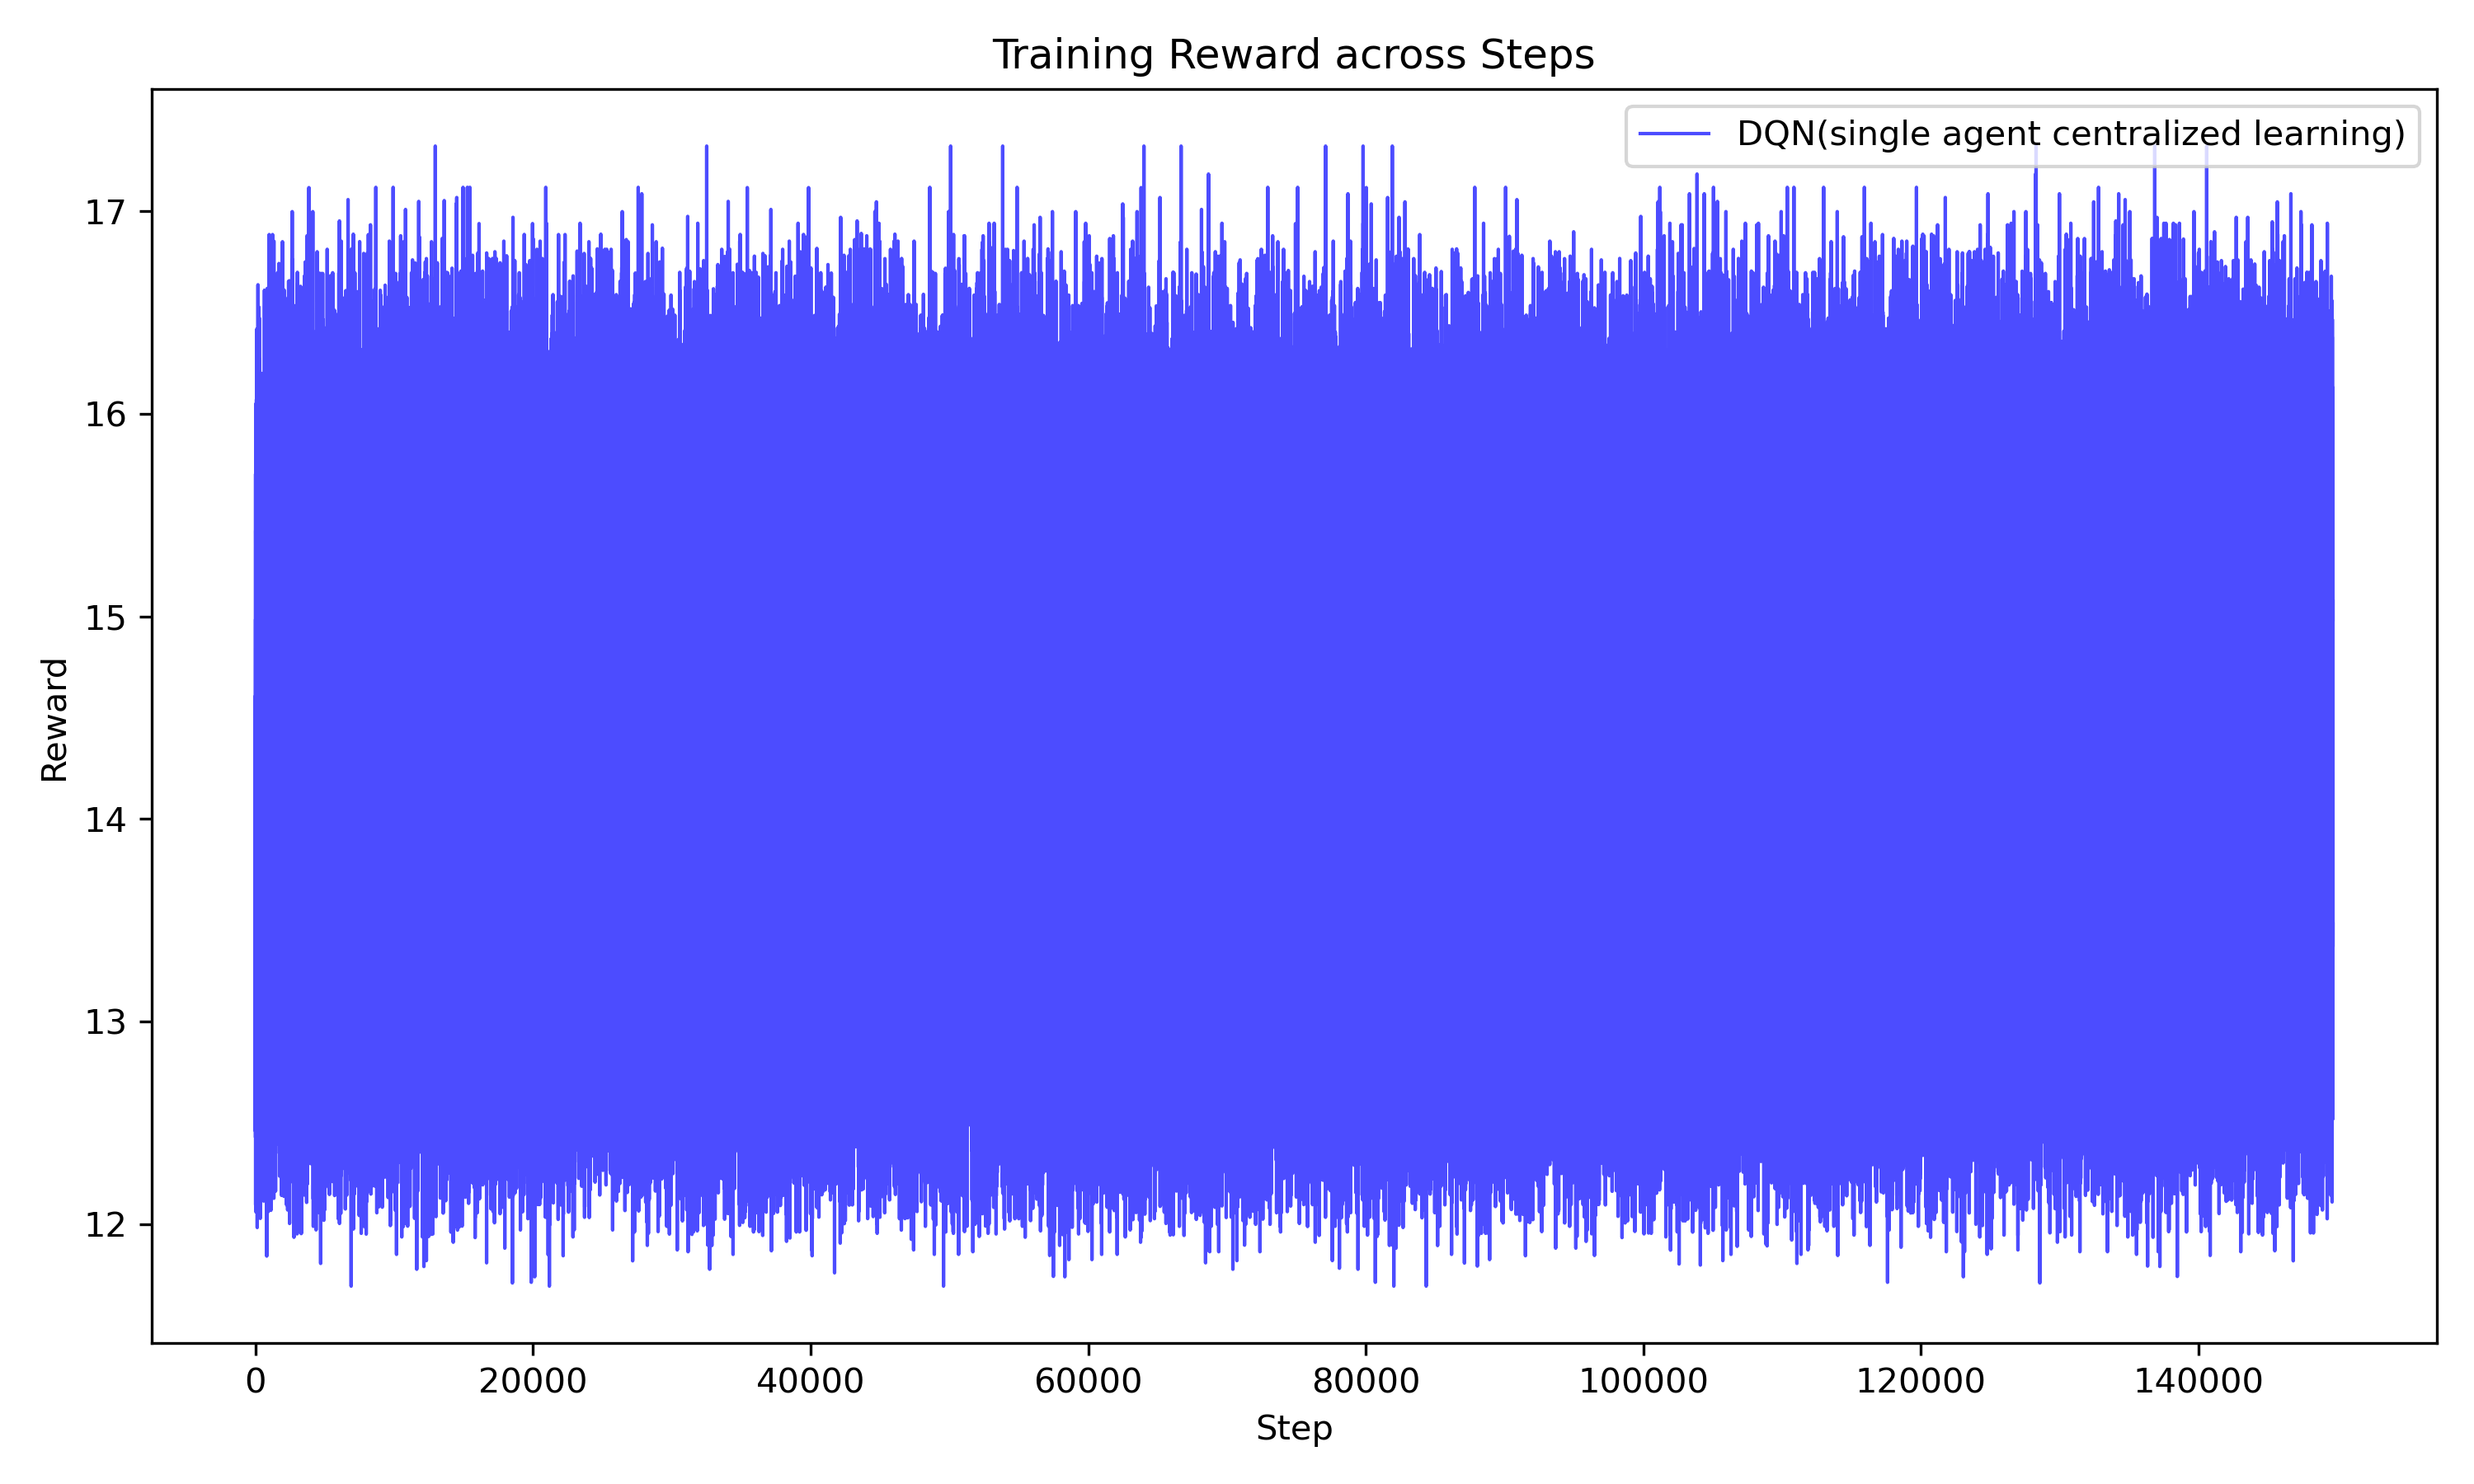 Training Reward across Steps
DQN(single agent centralized learning)
17
16
15
14
13
12
Reward
0 20000 40000 60000 80000 100000 120000 140000
Step